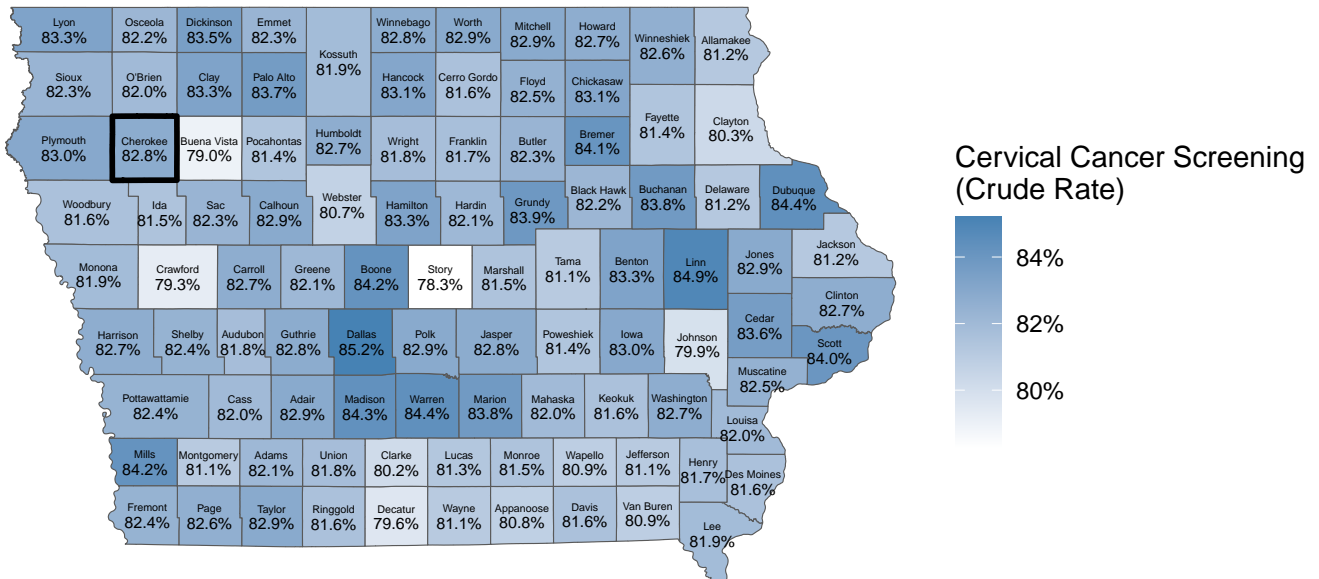 Lyon
83.3%
Osceola
82.2%
Dickinson
83.5%
Emmet
82.3%
Kossuth
81.9%
Winnebago
82.8%
Worth
82.9%
Mitchell
82.9%
Howard
82.7%
Winneshiek
82.6%
Allamakee
81.2%
Sioux
82.3%
O'Brien
82.0%
Clay
83.3%
Palo Alto
83.7%
Hancock
83.1%
Cerro Gordo
81.6%
Floyd
82.5%
Chickasaw
83.1%
Fayette
81.4%
Clayton
80.3%
Plymouth
83.0%
Cherokee
82.8%
Buena Vista
79.0%
Pocahontas
81.4%
Humboldt
82.7%
Wright
81.8%
Franklin
81.7%
Butler
82.3%
Bremer
84.1%
Woodbury
81.6%
Ida
81.5%
Sac
82.3%
Calhoun
82.9%
Webster
80.7%
Hamilton
83.3%
Hardin
82.1%
Grundy
83.9%
Black Hawk
82.2%
Buchanan
83.8%
Delaware
81.2%
Dubuque
84.4%
Monona
81.9%
Crawford
79.3%
Carroll
82.7%
Greene
82.1%
Boone
84.2%
Story
78.3%
Marshall
81.5%
Tama
81.1%
Benton
83.3%
Linn
84.9%
Jones
82.9%
Jackson
81.2%
Clinton
82.7%
Harrison
82.7%
Shelby
82.4%
Audubon
81.8%
Guthrie
82.8%
Dallas
85.2%
Polk
82.9%
Jasper
82.8%
Poweshiek
81.4%
Iowa
83.0%
Johnson
79.9%
Cedar
83.6%
Scott
84.0%
Muscatine
82.5%
Pottawattamie
82.4%
Cass
82.0%
Adair
82.9%
Madison
84.3%
Warren
84.4%
Marion
83.8%
Mahaska
82.0%
Keokuk
81.6%
Washington
82.7%
Louisa
82.0%
Mills
84.2%
Montgomery
81.1%
Adams
82.1%
Union
81.8%
Clarke
80.2%
Lucas
81.3%
Monroe
81.5%
Wapello
80.9%
Jefferson
81.1%
Henry
81.7%
Des Moines
81.6%
Fremont
82.4%
Page
82.6%
Taylor
82.9%
Ringgold
81.6%
Decatur
79.6%
Wayne
81.1%
Appanoose
80.8%
Davis
81.6%
Van Buren
80.9%
Lee
81.9%
Cervical Cancer Screening
(Crude Rate)
84%
82%
80%